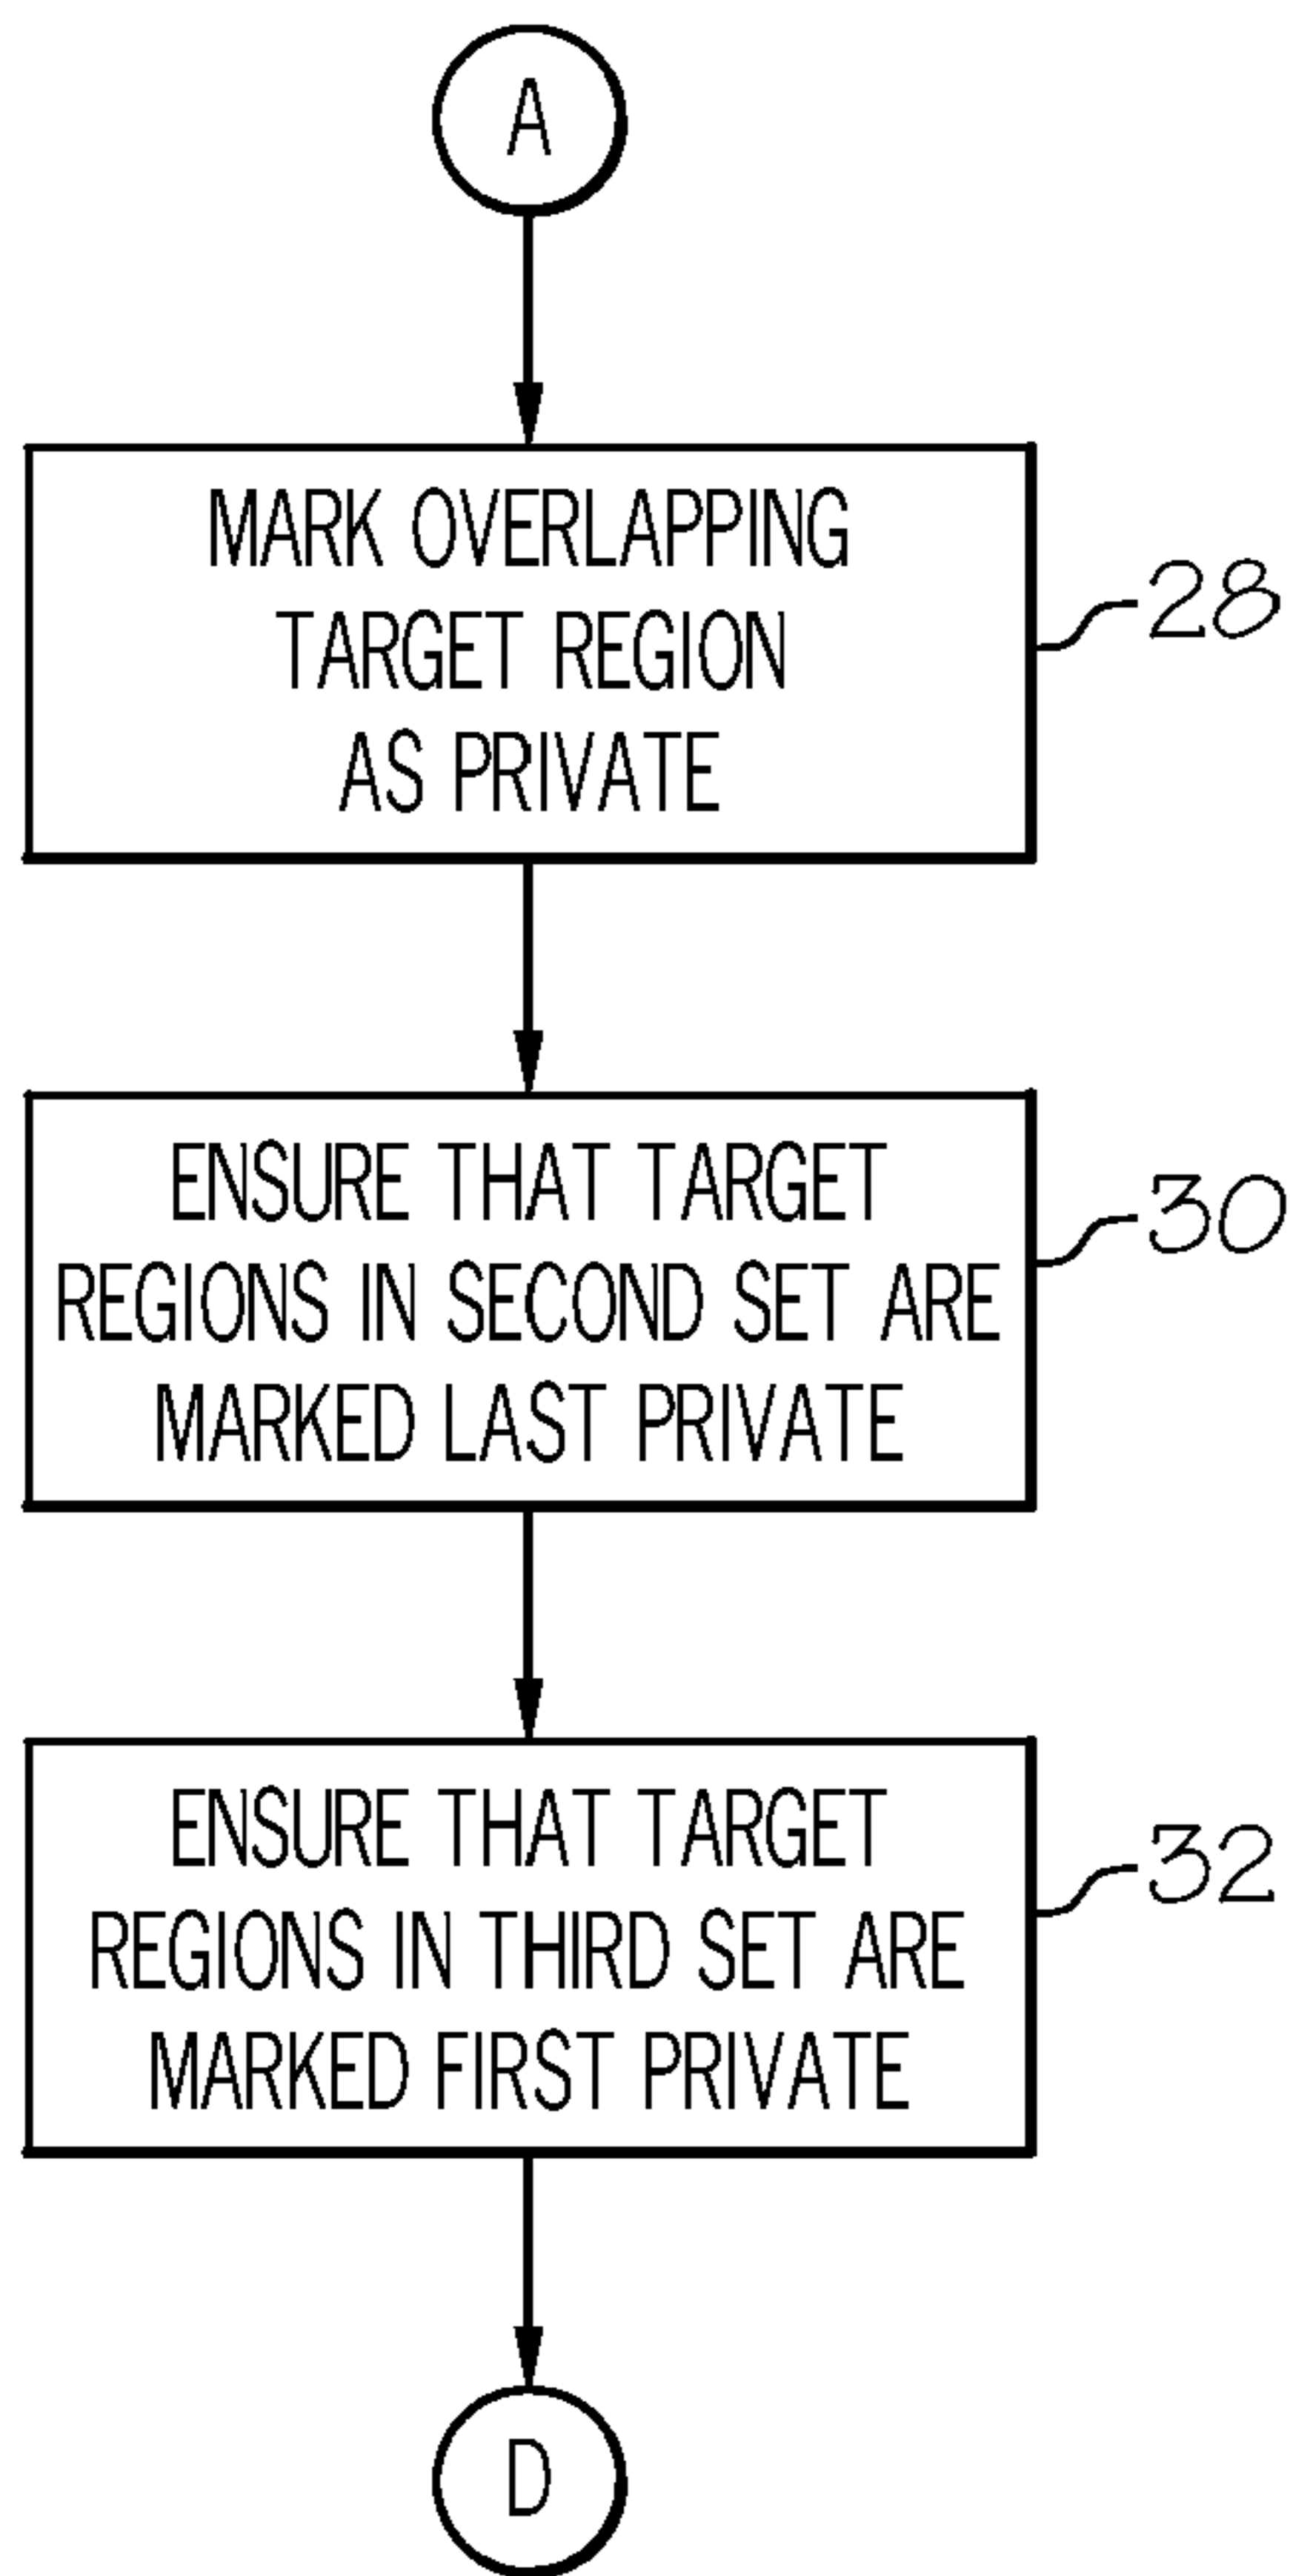 A
MARK OVERLAPPING
TARGET REGION
AS PRIVATE
28
ENSURE THAT TARGET
REGIONS IN SECOND SET ARE
MARKED LAST PRIVATE
30
ENSURE THAT TARGET
REGIONS IN THIRD SET ARE
MARKED FIRST PRIVATE
32
D